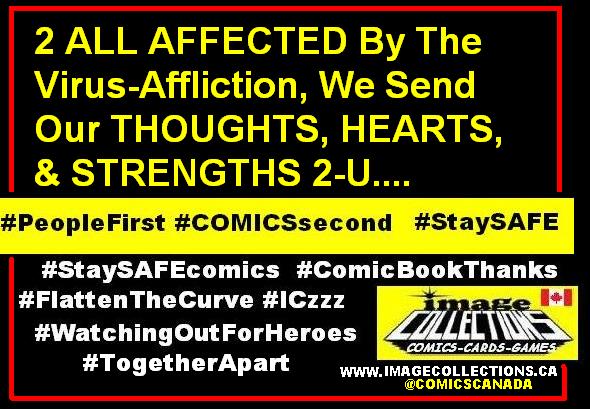 2 ALL AFFECTED By The
Virus-Affliction, We Send
Our THOUGHTS, HEARTS,
& STRENGTHS 2-U....
#PeopleFirst #COMICSsecond #StaySAFE
#StaySAFEcomics #ComicBookThanks
#FlattenTheCurve #ICzzz
#WatchingOutForHeroes
#TogetherApart
image
COLLECTIONS
COMICS-CARDS-GAMES
WWW.IMAGECOLLECTIONS.CA
@COMICSCANADA